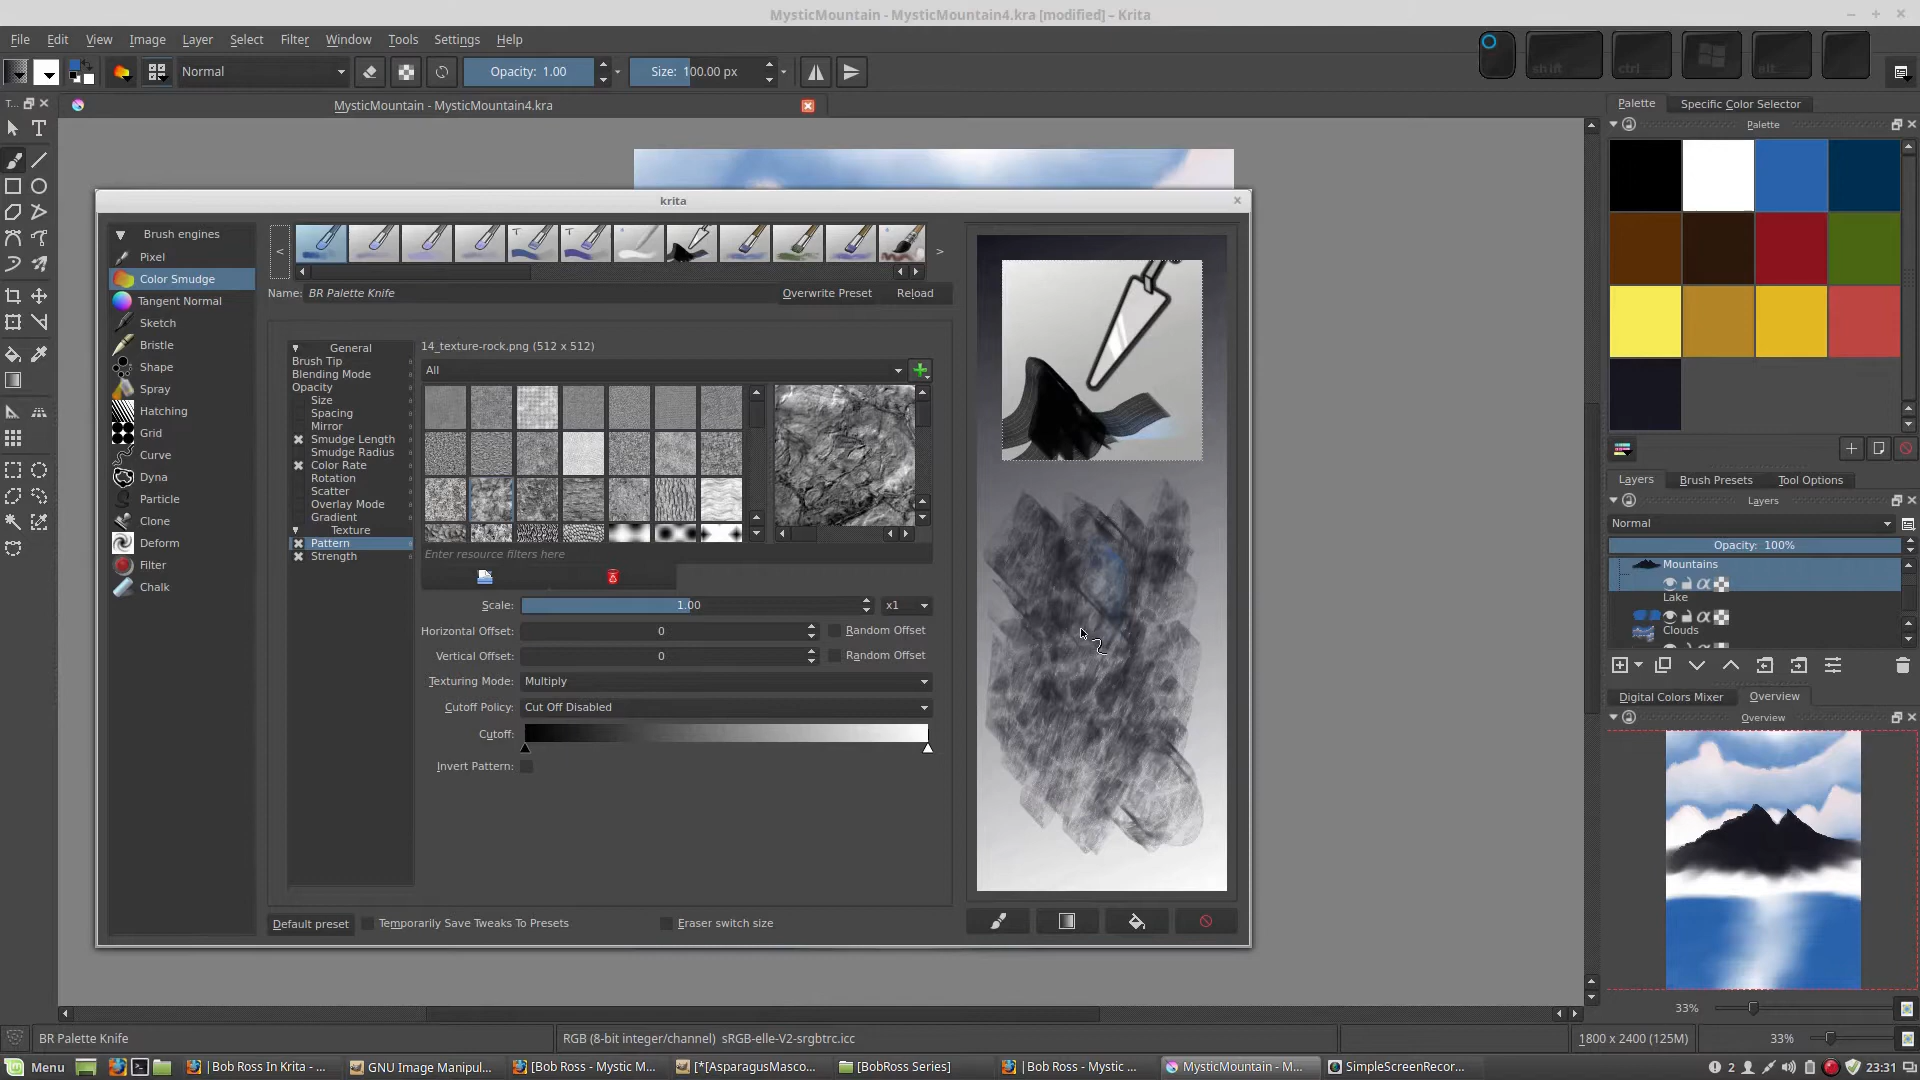 MysticMountain - MysticMountain4.kra [modified] – Krita
File Edit View Image Layer Select Filter Window Tools Settings Help
shift ctrl alt
Normal Opacity: 1.00 Size: 100.00 px
T... MysticMountain - MysticMountain4.kra
Palette Specific Color Selector
Palette
krita
Brush engines
Pixel
Color Smudge
Tangent Normal
Sketch
Bristle
Shape
Spray
Hatching
Grid
Curve
Dyna
Particle
Clone
Deform
Filter
Chalk
< >
Name: BR Palette Knife Overwrite Preset Reload
General
Brush Tip
Blending Mode
Opacity
Size
Spacing
Mirror
Smudge Length
Smudge Radius
Color Rate
Rotation
Scatter
Overlay Mode
Gradient
Texture
Pattern
Strength
14_texture-rock.png (512 x 512)
All
Enter resource filters here
Scale: 1.00 x1
Horizontal Offset: 0 Random Offset
Vertical Offset: 0 Random Offset
Texturing Mode: Multiply
Cutoff Policy: Cut Off Disabled
Cutoff:
Invert Pattern:
Default preset Temporarily Save Tweaks To Presets Eraser switch size
Layers Brush Presets Tool Options
Layers
Normal
Opacity: 100%
Mountains
Lake
Clouds
Digital Colors Mixer Overview
Overview
33%
BR Palette Knife RGB (8-bit integer/channel) sRGB-elle-V2-srgbtrc.icc 1800 x 2400 (125M) 33%
Menu | Bob Ross In Krita - ... GNU Image Manipul... [Bob Ross - Mystic M... [*[AsparagusMasco... [BobRoss Series] | Bob Ross - Mystic ... MysticMountain - M... SimpleScreenRecor... 2 23:31